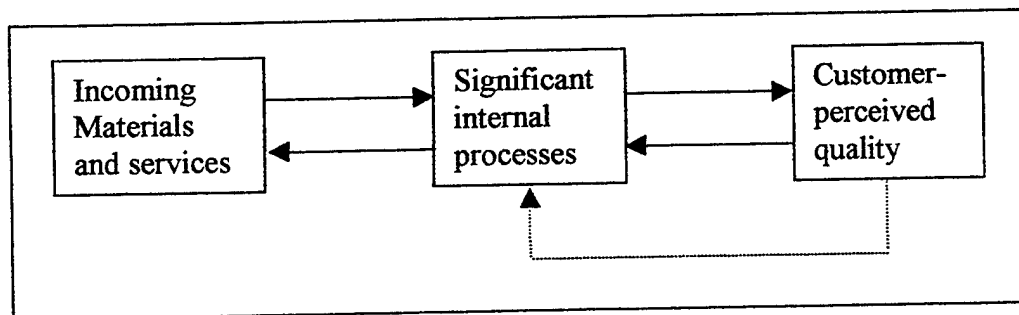 Incoming
Materials
and services
Significant
internal
processes
Customer-
perceived
quality